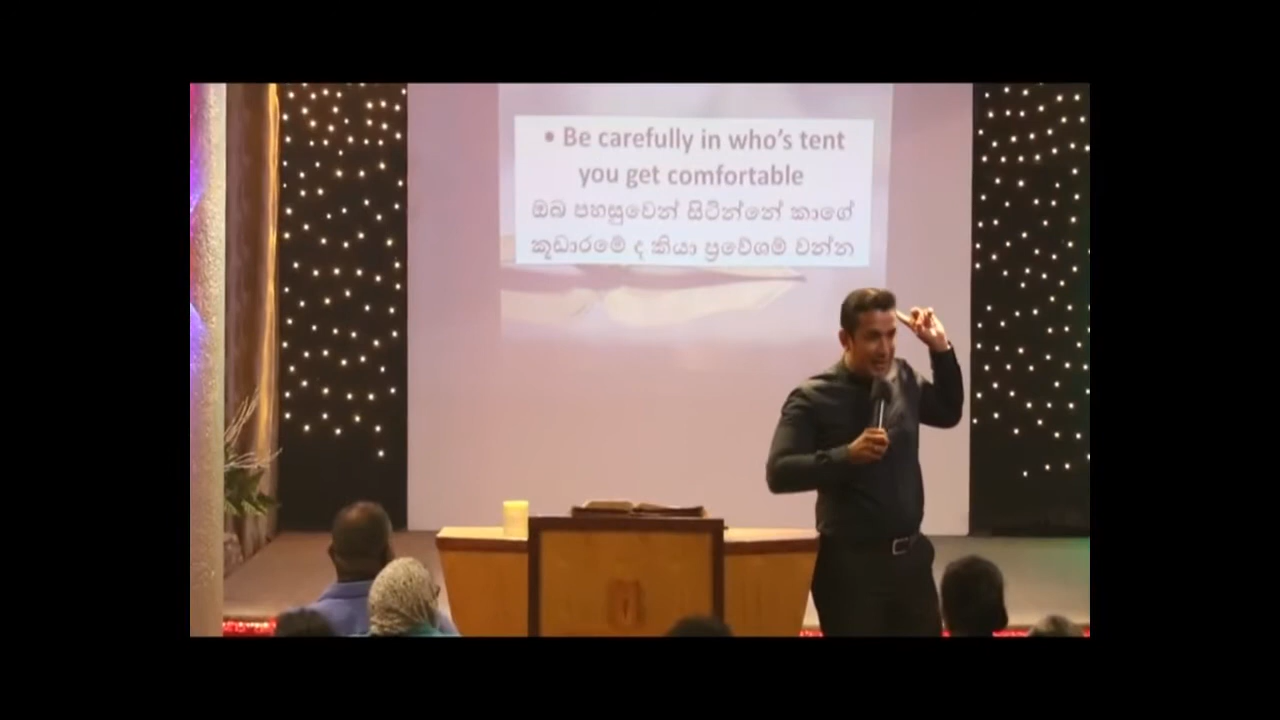 • Be carefully in who's tent
you get comfortable
ඔබ පහසුවෙන් සිටින්නේ කාගේ
කූඩාරමේ ද කියා ප්‍රවේශම් වන්න